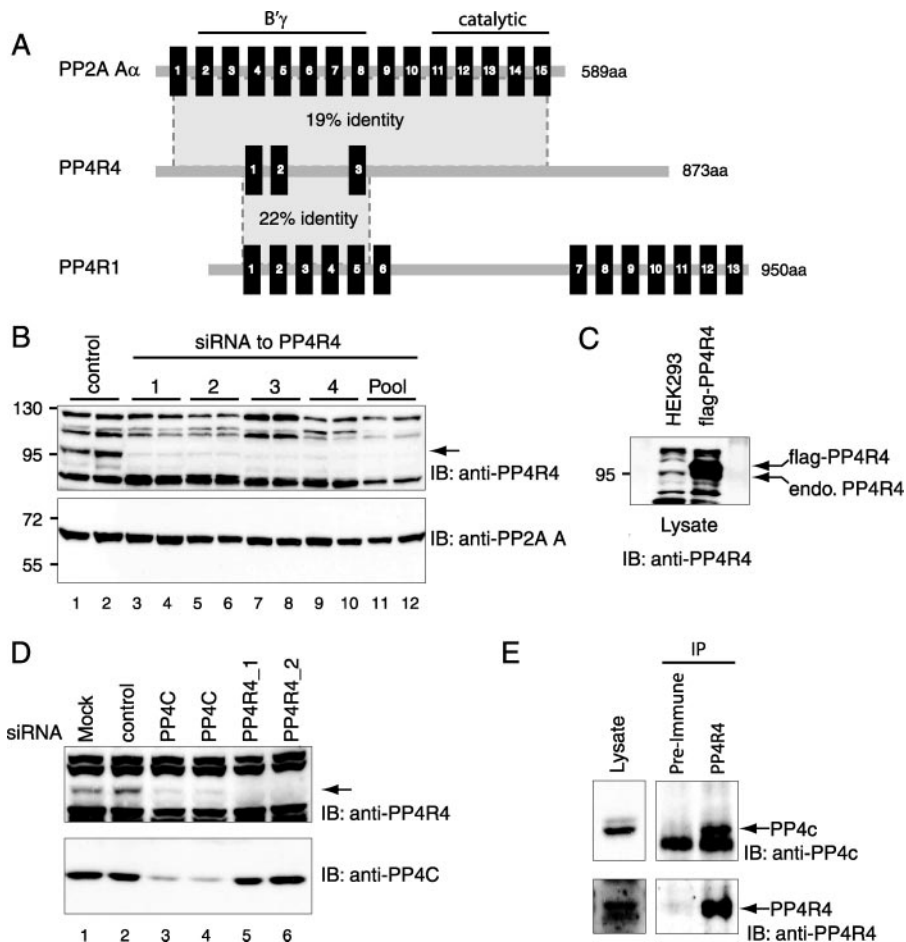 A
B'γ catalytic
PP2A Aα 1 2 3 4 5 6 7 8 9 10 11 12 13 14 15 589aa
19% identity
PP4R4 1 2 3 873aa
22% identity
PP4R1 1 2 3 4 5 6 7 8 9 10 11 12 13 950aa
B
siRNA to PP4R4
control 1 2 3 4 Pool
130
95
IB: anti-PP4R4
72
55
IB: anti-PP2A A
1 2 3 4 5 6 7 8 9 10 11 12
C
HEK293 flag-PP4R4
95
flag-PP4R4
endo. PP4R4
Lysate
IB: anti-PP4R4
D
siRNA Mock control PP4C PP4C PPR4R4_1 PPR4R4_2
IB: anti-PP4R4
IB: anti-PP4C
1 2 3 4 5 6
E
IP
Lysate Pre-Immune PP4R4
PP4c
IB: anti-PP4c
PP4R4
IB: anti-PP4R4